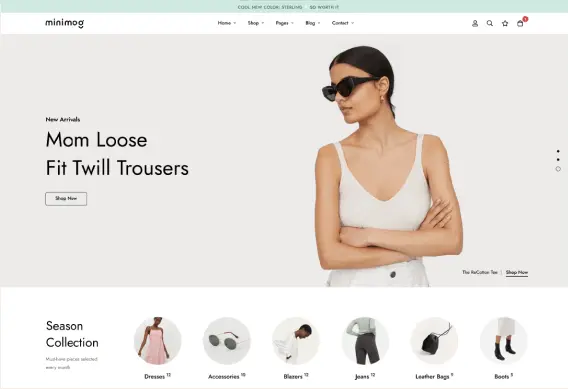 COOL NEW COLOR: STERLING SO WORTH IT
minimog
Home Shop Pages Blog Contact
1
New Arrivals
Mom Loose
Fit Twill Trousers
Shop Now
The ReCotton Tee | Shop Now
Season
Collection
Must-have pieces selected
every month
Dresses 12
Accessories 10
Blazers 12
Jeans 12
Leather Bags 9
Boots 5